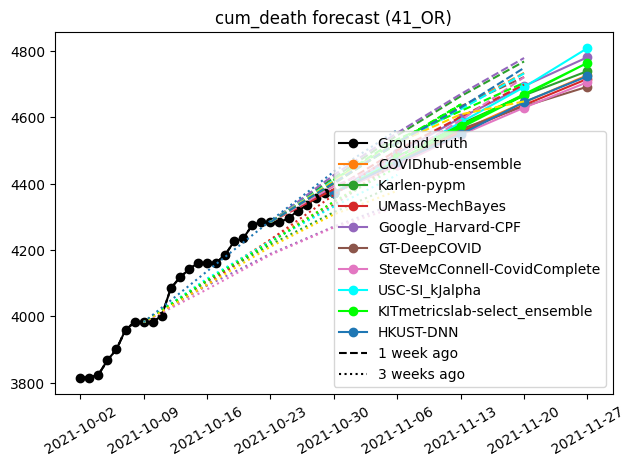 cum_death forecast (41_OR)
4800
4600
4400
4200
4000
3800
Ground truth
COVIDhub-ensemble
Karlen-pypm
UMass-MechBayes
Google_Harvard-CPF
GT-DeepCOVID
SteveMcConnell-CovidComplete
USC-SI_kJalpha
KITmetricslab-select_ensemble
HKUST-DNN
1 week ago
3 weeks ago
2021-10-02
2021-10-09
2021-10-16
2021-10-23
2021-10-30
2021-11-06
2021-11-13
2021-11-20
2021-11-27